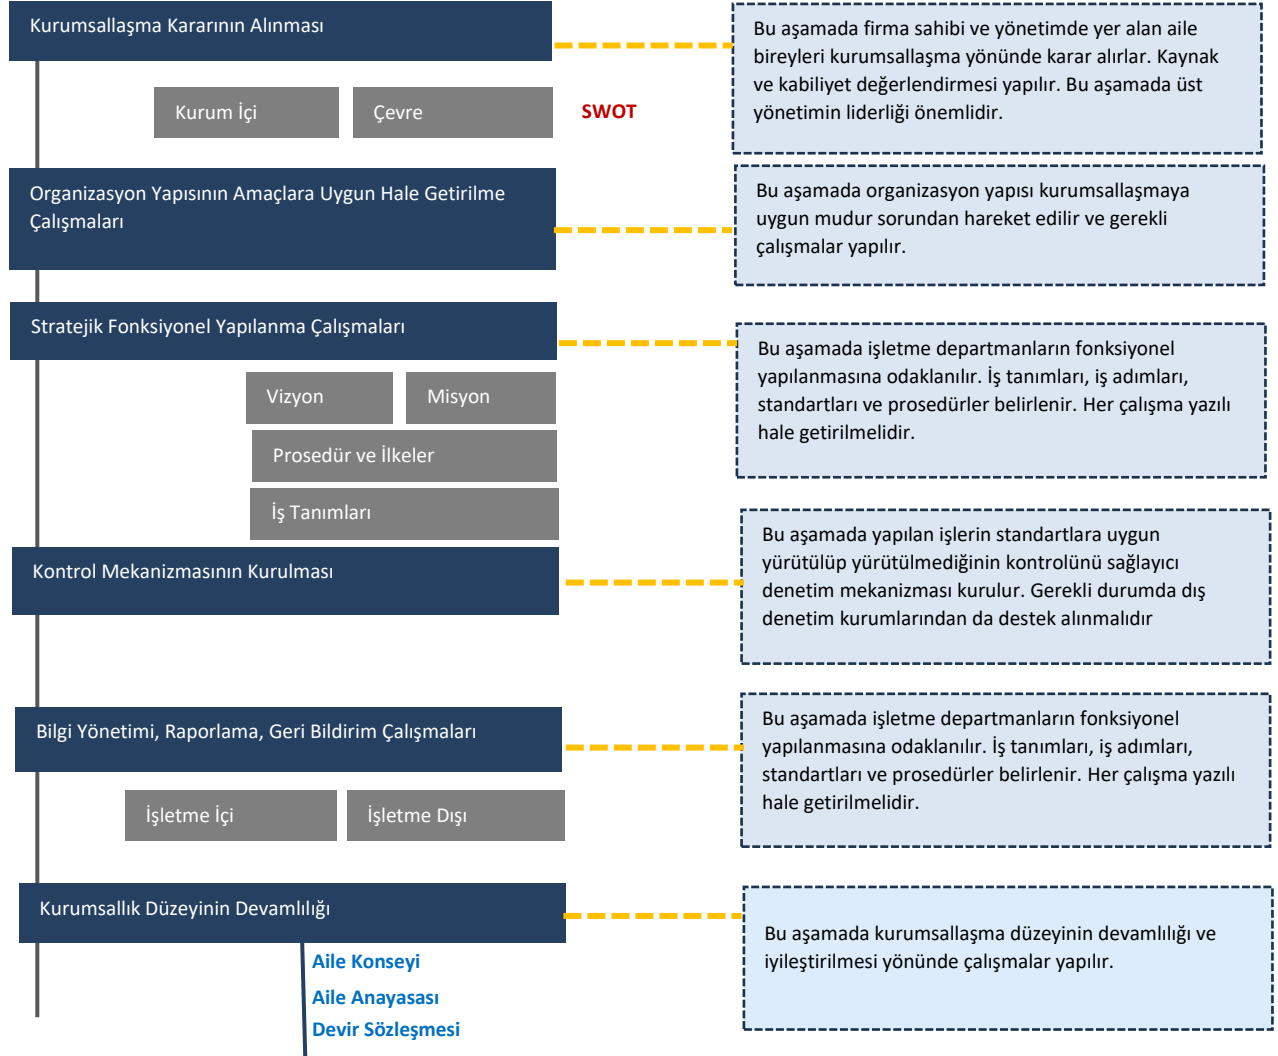 Kurumsallaşma Kararının Alınması
Bu aşamada firma sahibi ve yönetimde yer alan aile
bireyleri kurumsallaşma yönünde karar alırlar. Kaynak
ve kabiliyet değerlendirmesi yapılır. Bu aşamada üst
yönetimin liderliği önemlidir.
Kurum İçi
Çevre
SWOT
Organizasyon Yapısının Amaçlara Uygun Hale Getirilme
Çalışmaları
Bu aşamada organizasyon yapısı kurumsallaşmaya
uygun mudur sorundan hareket edilir ve gerekli
çalışmalar yapılır.
Stratejik Fonksiyonel Yapılanma Çalışmaları
Bu aşamada işletme departmanların fonksiyonel
yapılanmasına odaklanılır. İş tanımları, iş adımları,
standartları ve prosedürler belirlenir. Her çalışma yazılı
hale getirilmelidir.
Vizyon
Misyon
Prosedür ve İlkeler
İş Tanımları
Kontrol Mekanizmasının Kurulması
Bu aşamada yapılan işlerin standartlara uygun
yürütülüp yürütülmediğinin kontrolünü sağlayıcı
denetim mekanizması kurulur. Gerekli durumda dış
denetim kurumlarından da destek alınmalıdır
Bilgi Yönetimi, Raporlama, Geri Bildirim Çalışmaları
Bu aşamada işletme departmanların fonksiyonel
yapılanmasına odaklanılır. İş tanımları, iş adımları,
standartları ve prosedürler belirlenir. Her çalışma yazılı
hale getirilmelidir.
İşletme İçi
İşletme Dışı
Kurumsallık Düzeyinin Devamlılığı
Bu aşamada kurumsallaşma düzeyinin devamlılığı ve
iyileştirilmesi yönünde çalışmalar yapılır.
Aile Konseyi
Aile Anayasası
Devir Sözleşmesi